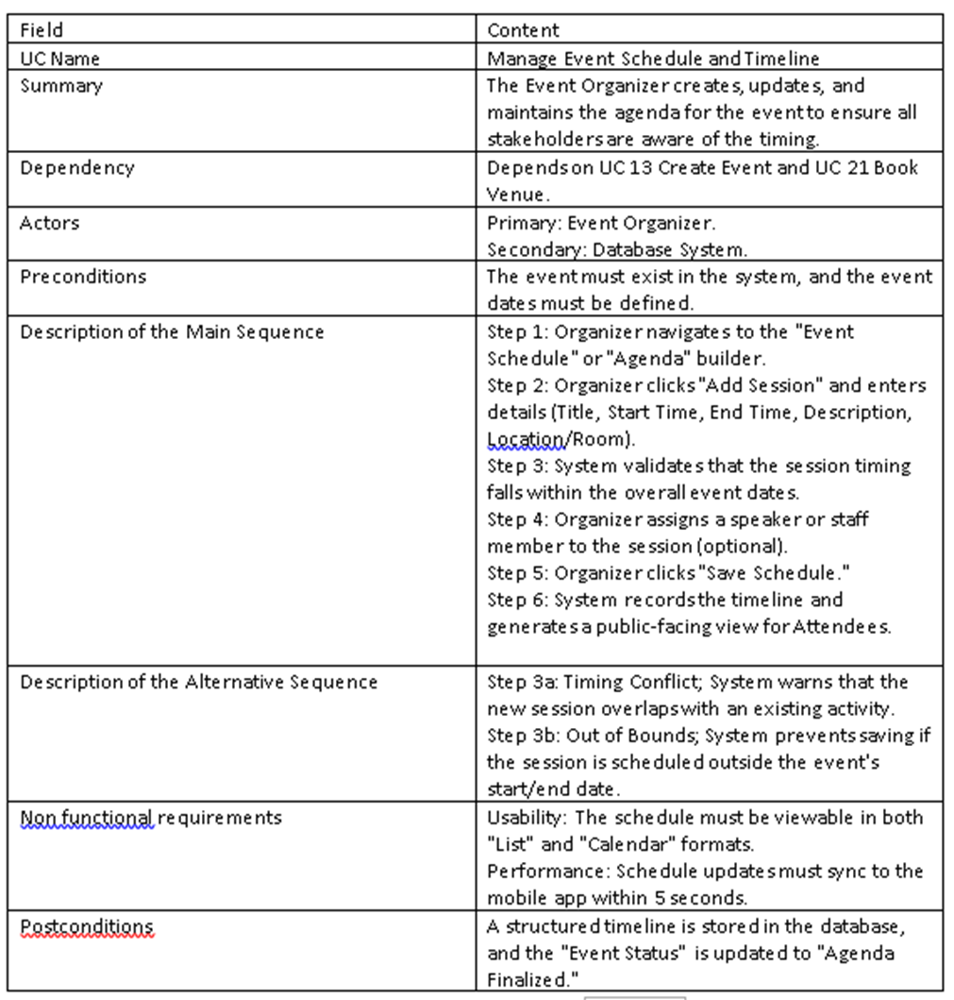 Field
Content
UC Name
Manage Event Schedule and Timeline
Summary
The Event Organizer creates, updates, and
maintains the agenda for the event to ensure all
stakeholders are aware of the timing.
Dependency
Depends on UC 13 Create Event and UC 21 Book
Venue.
Actors
Primary: Event Organizer.
Secondary: Database System.
Preconditions
The event must exist in the system, and the event
dates must be defined.
Description of the Main Sequence
Step 1: Organizer navigates to the "Event
Schedule" or "Agenda" builder.
Step 2: Organizer clicks "Add Session" and enters
details (Title, Start Time, End Time, Description,
Location/Room).
Step 3: System validates that the session timing
falls within the overall event dates.
Step 4: Organizer assigns a speaker or staff
member to the session (optional).
Step 5: Organizer clicks "Save Schedule."
Step 6: System records the timeline and
generates a public-facing view for Attendees.
Description of the Alternative Sequence
Step 3a: Timing Conflict; System warns that the
new session overlaps with an existing activity.
Step 3b: Out of Bounds; System prevents saving if
the session is scheduled outside the event's
start/end date.
Non functional requirements
Usability: The schedule must be viewable in both
"List" and "Calendar" formats.
Performance: Schedule updates must sync to the
mobile app within 5 seconds.
Postconditions
A structured timeline is stored in the database,
and the "Event Status" is updated to "Agenda
Finalized."